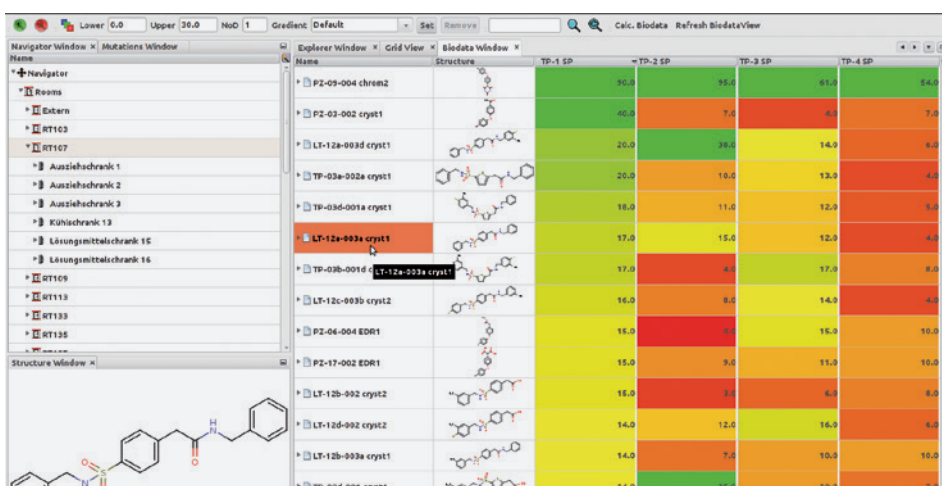 Lower 0.0 Upper 30.0 NoD 1 Gradient Default Set Remove Calc. Biodata Refresh BiodataView
Navigator Window × Mutations Window
Name
Navigator
Rooms
Extern
RT103
RT107
Ausziehschrank 1
Ausziehschrank 2
Ausziehschrank 3
Kühlschrank 13
Lösungsmittelschrank 15
Lösungsmittelschrank 16
RT109
RT113
RT133
RT135
Structure Window ×
Explorer Window × Grid View × Biodata Window ×
Name Structure TP-1 SP TP-2 SP TP-3 SP TP-4 SP
PZ-09-004 chrom2 90.0 95.0 61.0 54.0
PZ-03-002 cryst1 40.0 7.0 4.0 7.0
LT-12a-003d cryst1 20.0 38.0 14.0 6.0
TP-03a-002a cryst1 20.0 10.0 13.0 4.0
TP-03d-001a cryst1 18.0 11.0 12.0 5.0
LT-12a-003a cryst1 17.0 15.0 12.0 4.0
TP-03b-001d c 17.0 4.0 17.0 8.0
LT-12a-003a cryst1
LT-12c-003b cryst2 16.0 8.0 14.0 4.0
PZ-06-004 EDR1 15.0 15.0 10.0
PZ-17-002 EDR1 15.0 9.0 11.0 10.0
LT-12b-002 cryst2 15.0 3.0 6.0 8.0
LT-12d-002 cryst2 14.0 12.0 16.0 6.0
LT-12b-003a cryst1 14.0 7.0 10.0 10.0
H
N
O
S
O
N